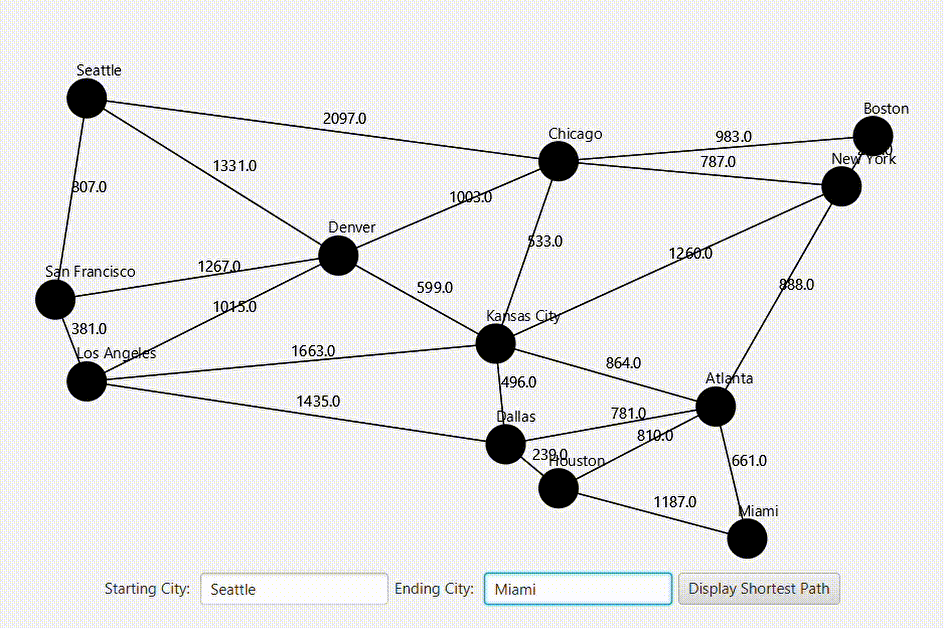 Seattle
Boston
2097.0
Chicago
983.0
787.0
New York
1331.0
807.0
1003.0
Denver
533.0
1260.0
San Francisco
1267.0
888.0
599.0
1015.0
Kansas City
381.0
Los Angeles
1663.0
864.0
496.0
Atlanta
1435.0
Dallas
781.0
810.0
239.0
Houston
661.0
1187.0
Miami
Starting City: Seattle Ending City: Miami Display Shortest Path